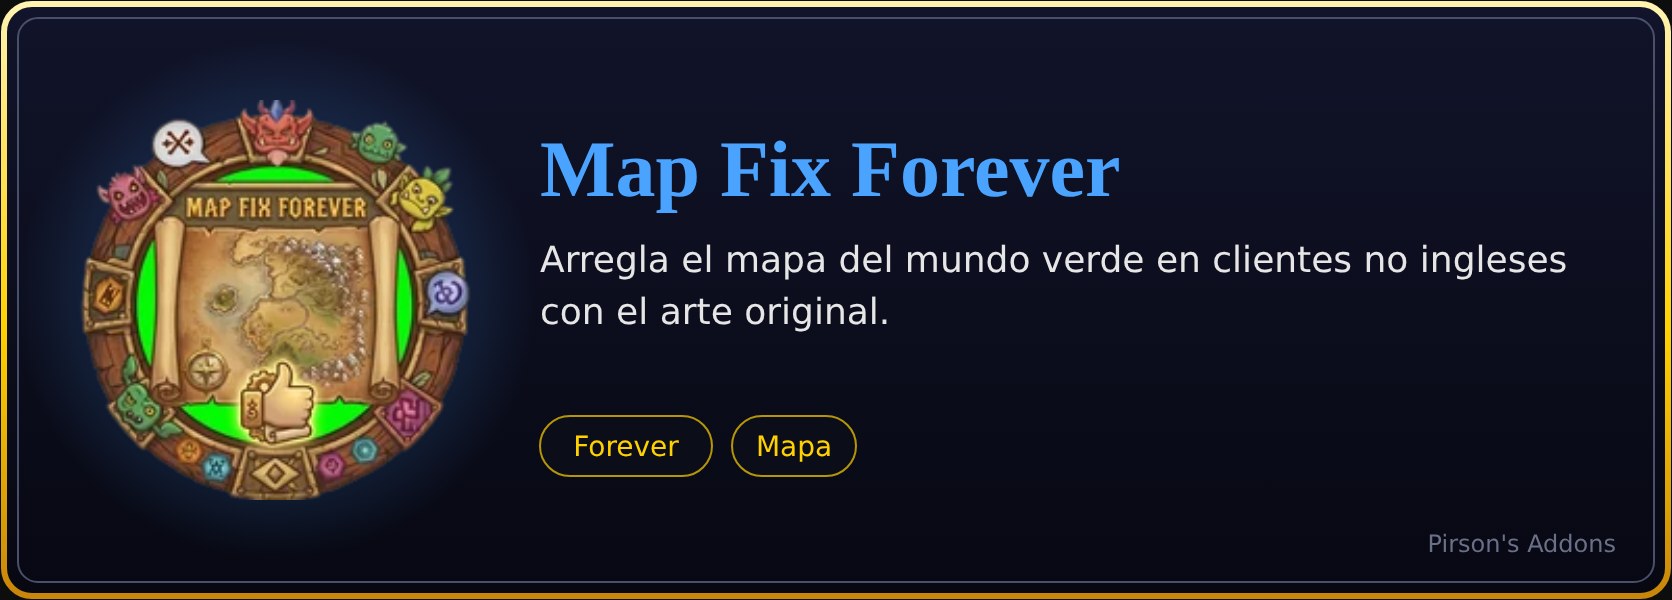 MAP FIX FOREVER
Map Fix Forever
Arregla el mapa del mundo verde en clientes no ingleses
con el arte original.
Forever
Mapa
Pirson's Addons